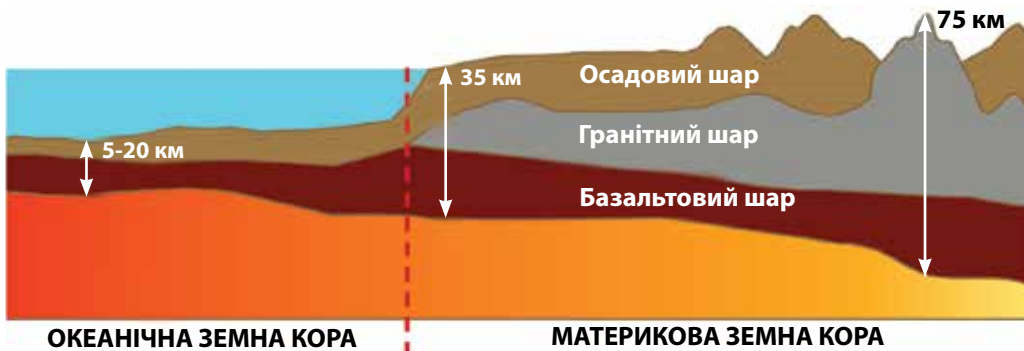 75 км
35 км
Осадовий шар
Гранітний шар
5-20 км
Базальтовий шар
ОКЕАНІЧНА ЗЕМНА КОРА
МАТЕРИКОВА ЗЕМНА КОРА